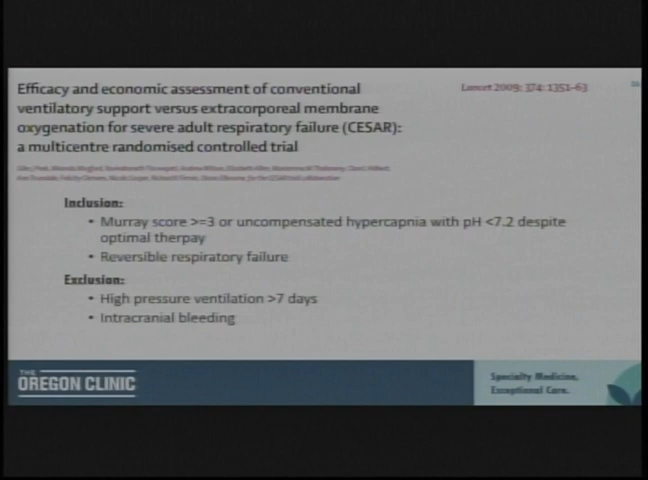 Efficacy and economic assessment of conventional
ventilatory support versus extracorporeal membrane
oxygenation for severe adult respiratory failure (CESAR):
a multicentre randomised controlled trial
Lancet 2009; 374: 1351–63
Inclusion:
• Murray score >=3 or uncompensated hypercapnia with pH <7.2 despite
optimal therpay
• Reversible respiratory failure
Exclusion:
• High pressure ventilation >7 days
• Intracranial bleeding
THE
OREGON CLINIC
Specialty Medicine,
Exceptional Care.